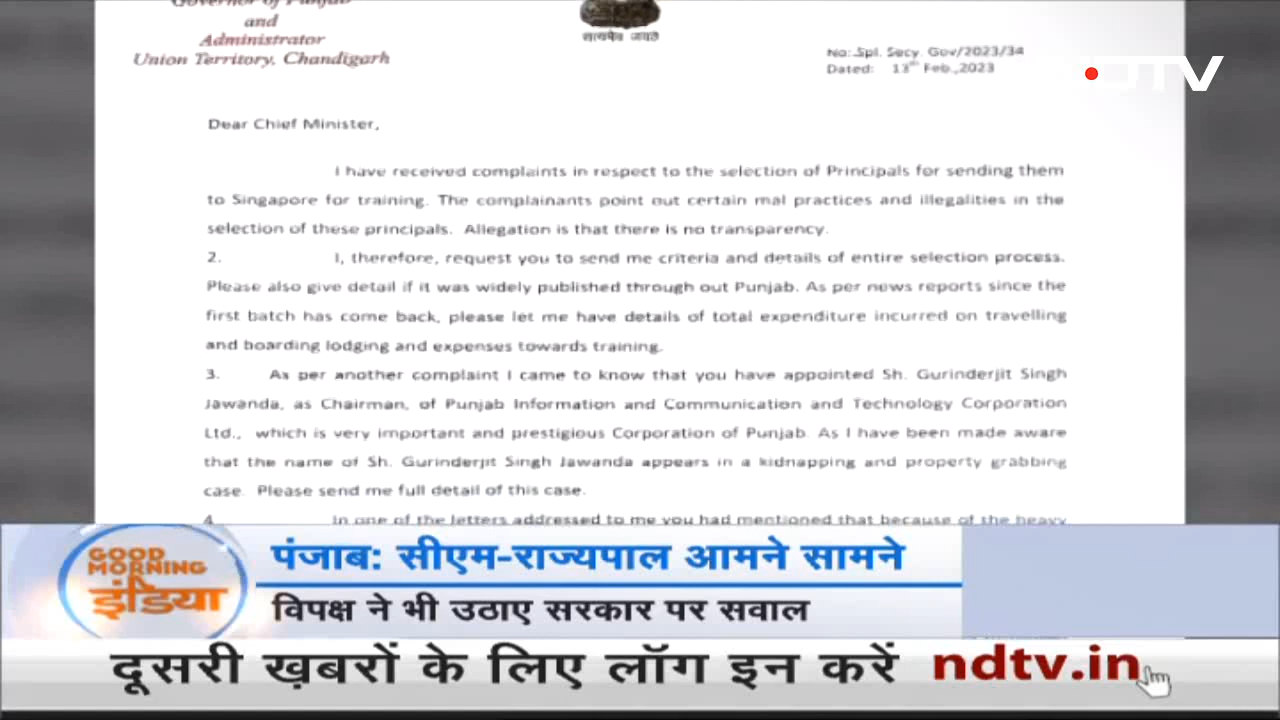 Governor of Punjab
and
Administrator
Union Territory, Chandigarh
सत्यमेव जयते
No: Spl. Secy. Gov/2023/34
Dated: 13th Feb.,2023
NDTV
Dear Chief Minister,
I have received complaints in respect to the selection of Principals for sending them
to Singapore for training. The complainants point out certain mal practices and illegalities in the
selection of these principals. Allegation is that there is no transparency.
2. I, therefore, request you to send me criteria and details of entire selection process.
Please also give detail if it was widely published through out Punjab. As per news reports since the
first batch has come back, please let me have details of total expenditure incurred on travelling
and boarding lodging and expenses towards training.
3. As per another complaint I came to know that you have appointed Sh. Gurinderjit Singh
Jawanda, as Chairman, of Punjab Information and Communication and Technology Corporation
Ltd., which is very important and prestigious Corporation of Punjab. As I have been made aware
that the name of Sh. Gurinderjit Singh Jawanda appears in a kidnapping and property grabbing
case. Please send me full detail of this case.
4. In one of the letters addressed to me you had mentioned that because of the heavy
GOOD
MORNING
इंडिया
पंजाब: सीएम-राज्यपाल आमने सामने
विपक्ष ने भी उठाए सरकार पर सवाल
दूसरी ख़बरों के लिए लॉग इन करें ndtv.in